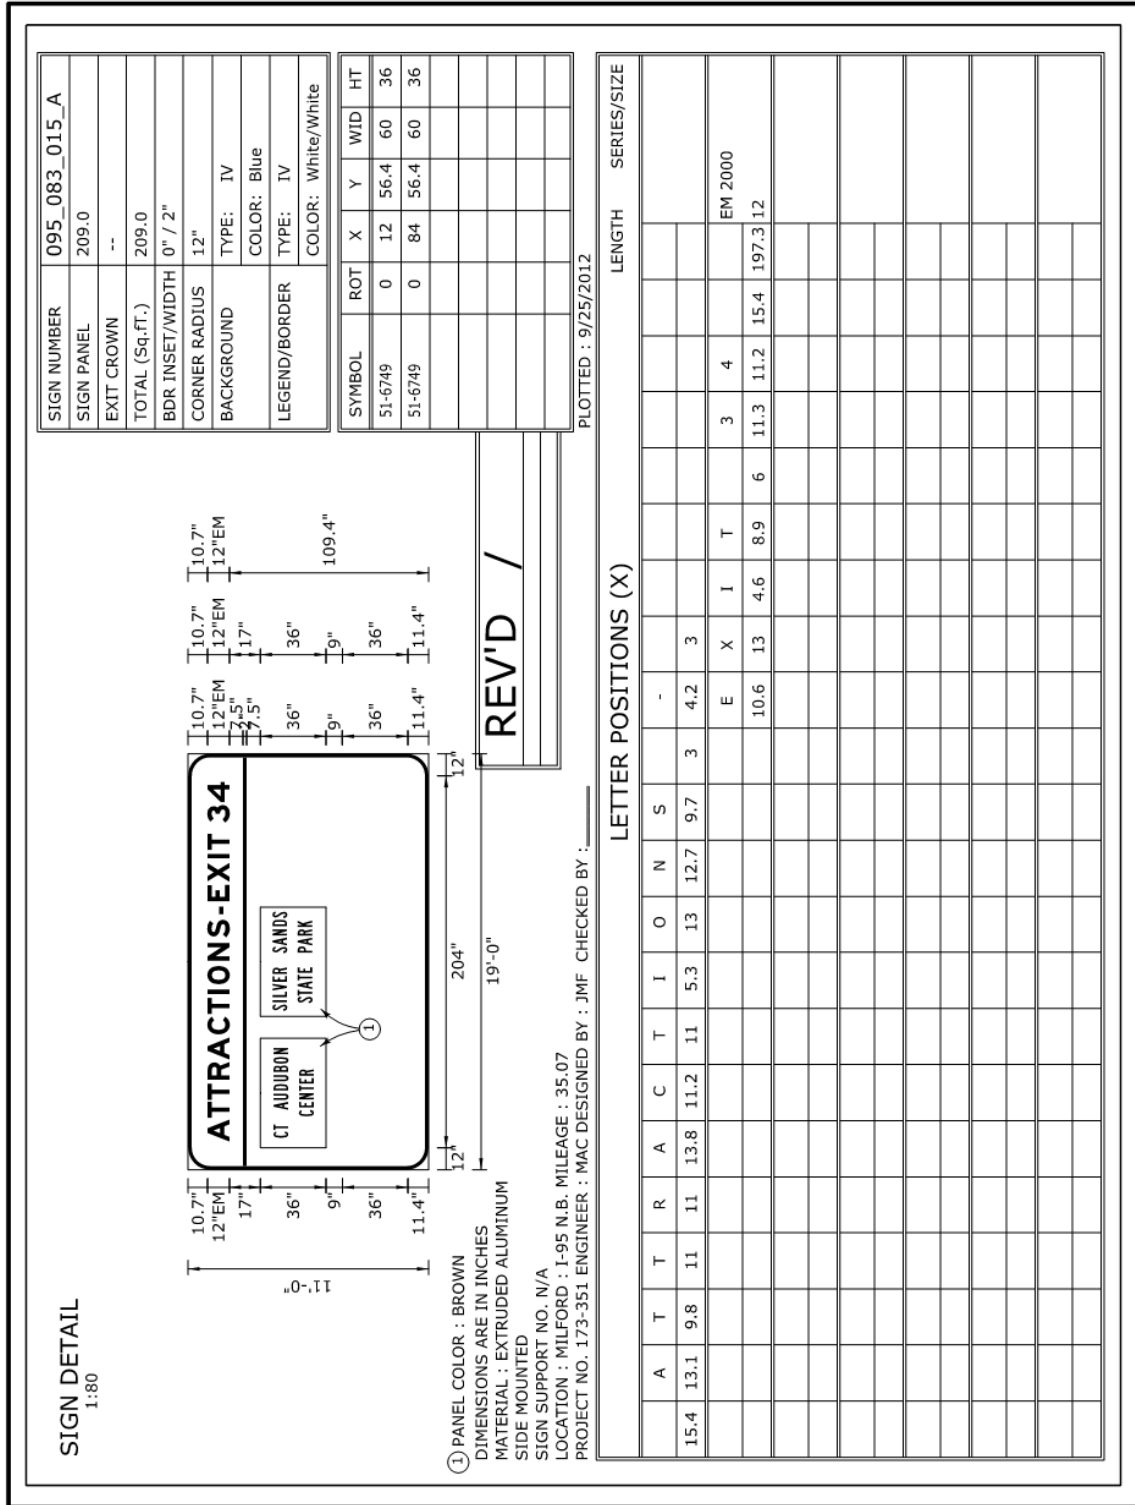 SIGN DETAIL
1:80
11'-0"
10.7"
12"EM
17"
36"
9"
36"
11.4"
ATTRACTIONS-EXIT 34
CT AUDUBON
CENTER
SILVER SANDS
STATE PARK
1
12"
204"
12"
19'-0"
10.7"
12"EM
7.5"
2"
7.5"
36"
9"
36"
11.4"
10.7"
12"EM
17"
36"
9"
36"
11.4"
10.7"
12"EM
109.4"
SIGN NUMBER 095_083_015_A
SIGN PANEL 209.0
EXIT CROWN --
TOTAL (Sq.fT.) 209.0
BDR INSET/WIDTH 0" / 2"
CORNER RADIUS 12"
BACKGROUND TYPE: IV
COLOR: Blue
LEGEND/BORDER TYPE: IV
COLOR: White/White
SYMBOL ROT X Y WID HT
51-6749 0 12 56.4 60 36
51-6749 0 84 56.4 60 36
REV'D /
1 PANEL COLOR : BROWN
DIMENSIONS ARE IN INCHES
MATERIAL : EXTRUDED ALUMINUM
SIDE MOUNTED
SIGN SUPPORT NO. N/A
LOCATION : MILFORD : I-95 N.B. MILEAGE : 35.07
PROJECT NO. 173-351 ENGINEER : MAC DESIGNED BY : JMF CHECKED BY :______
PLOTTED : 9/25/2012
LETTER POSITIONS (X) LENGTH SERIES/SIZE
A T T R A C T I O N S -
15.4 13.1 9.8 11 11 13.8 11.2 11 5.3 13 12.7 9.7 3 4.2 3
E X I T 3 4 EM 2000
10.6 13 4.6 8.9 6 11.3 11.2 15.4 197.3 12